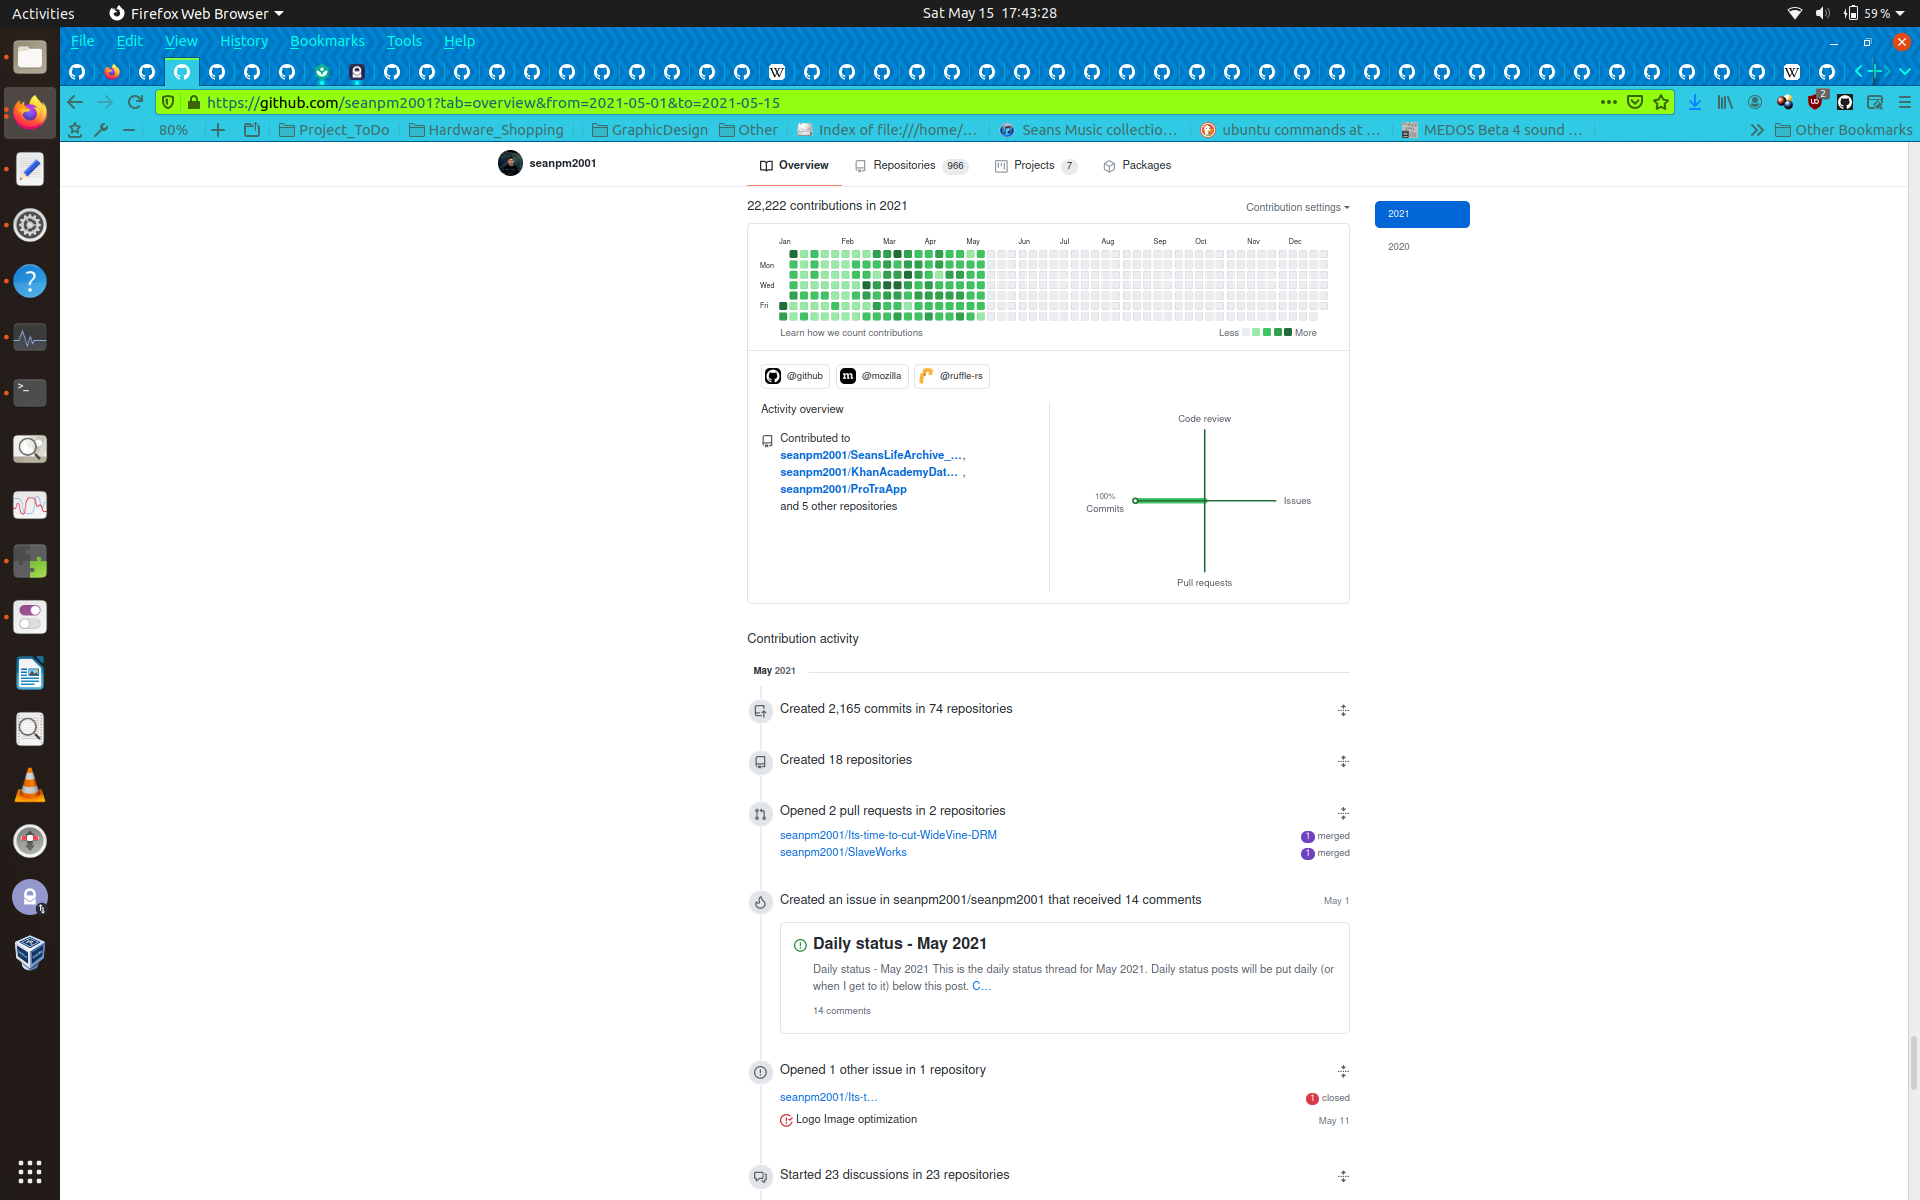 Activities
Firefox Web Browser
Sat May 15 17:43:28
59 %
File Edit View History Bookmarks Tools Help
https://github.com/seanpm2001?tab=overview&from=2021-05-01&to=2021-05-15
2
80%
Project_ToDo
Hardware_Shopping
GraphicDesign
Other
Index of file:///home/…
Seans Music collectio…
ubuntu commands at …
MEDOS Beta 4 sound …
Other Bookmarks
seanpm2001
Overview
Repositories 966
Projects 7
Packages
22,222 contributions in 2021
Contribution settings
2021
2020
Jan Feb Mar Apr May Jun Jul Aug Sep Oct Nov Dec
Mon
Wed
Fri
Learn how we count contributions
Less More
@github
@mozilla
@ruffle-rs
Activity overview
Contributed to
seanpm2001/SeansLifeArchive_…,
seanpm2001/KhanAcademyDat… ,
seanpm2001/ProTraApp
and 5 other repositories
Code review
100%
Commits
Issues
Pull requests
Contribution activity
May 2021
Created 2,165 commits in 74 repositories
Created 18 repositories
Opened 2 pull requests in 2 repositories
seanpm2001/Its-time-to-cut-WideVine-DRM 1 merged
seanpm2001/SlaveWorks 1 merged
Created an issue in seanpm2001/seanpm2001 that received 14 comments May 1
Daily status - May 2021
Daily status - May 2021 This is the daily status thread for May 2021. Daily status posts will be put daily (or
when I get to it) below this post. C…
14 comments
Opened 1 other issue in 1 repository
seanpm2001/Its-t… 1 closed
Logo Image optimization May 11
Started 23 discussions in 23 repositories